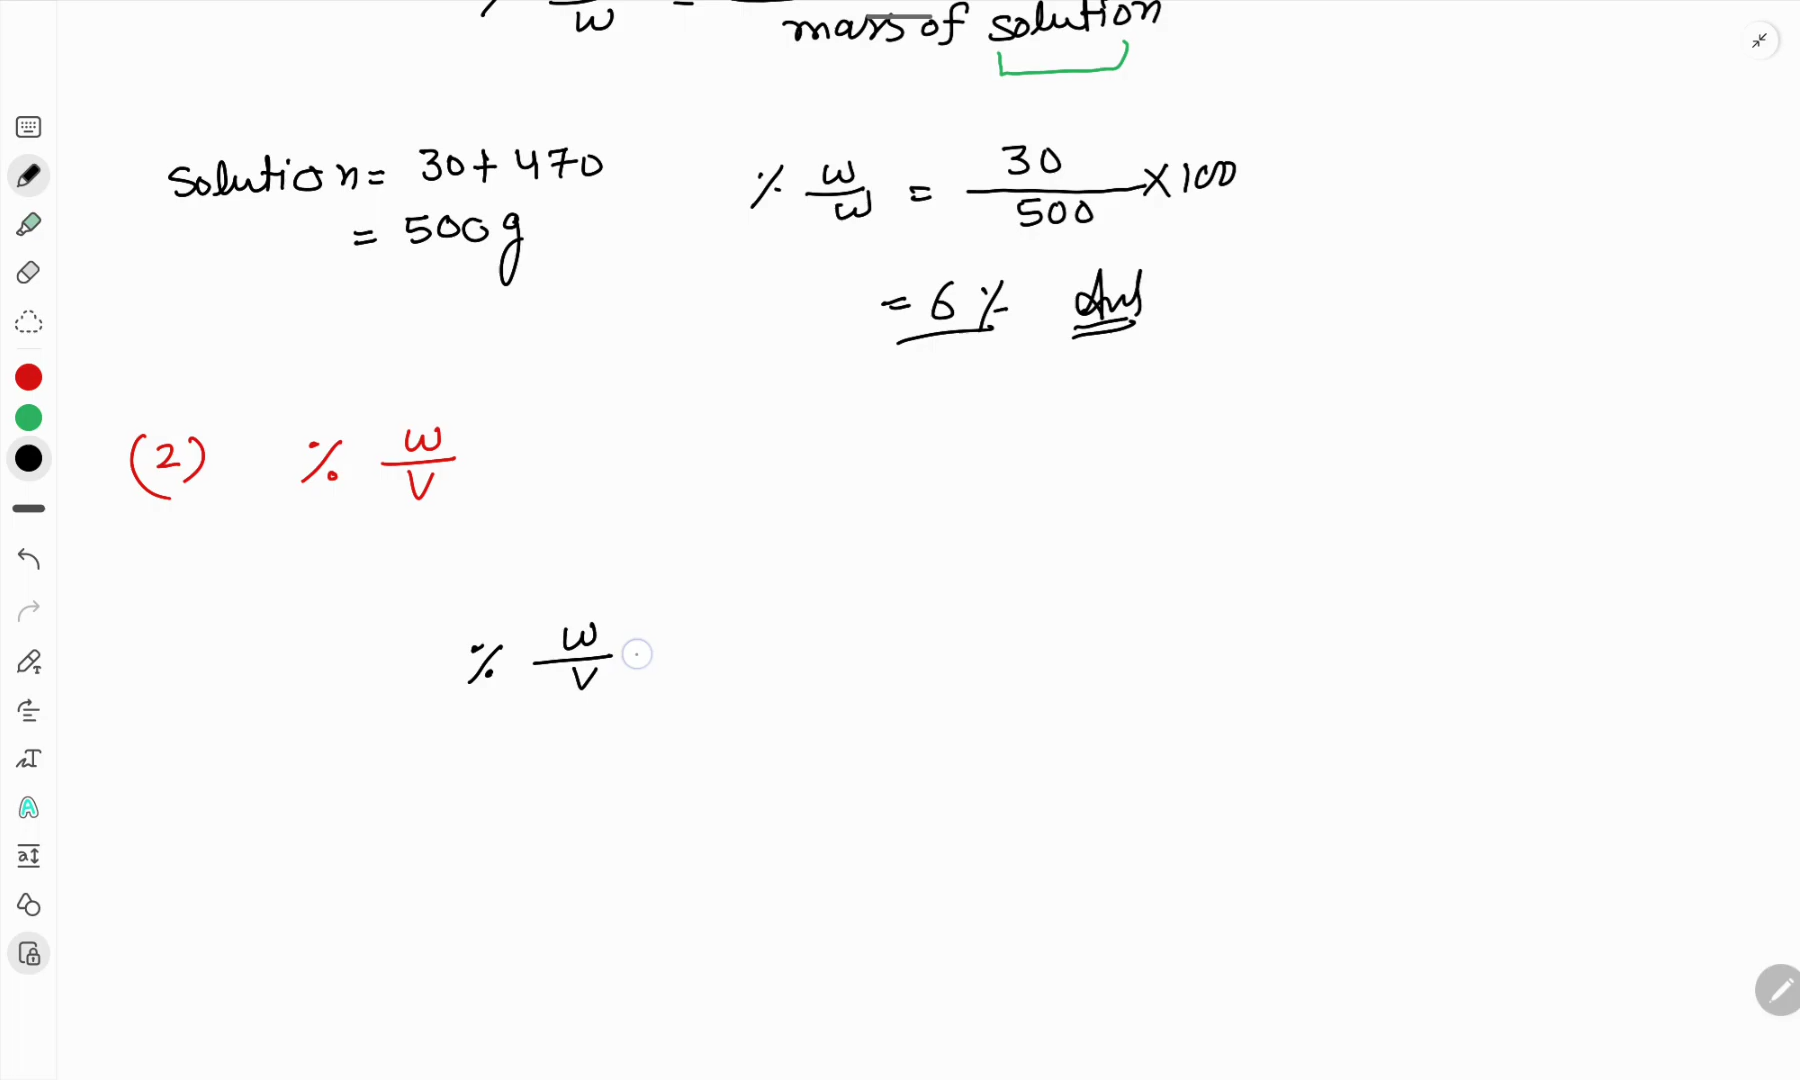 % w/w = mass of solution
Solution = 30 + 470
= 500 g
% w/w = 30/500 × 100
= 6 % Ans
(2) % w/v
% w/v